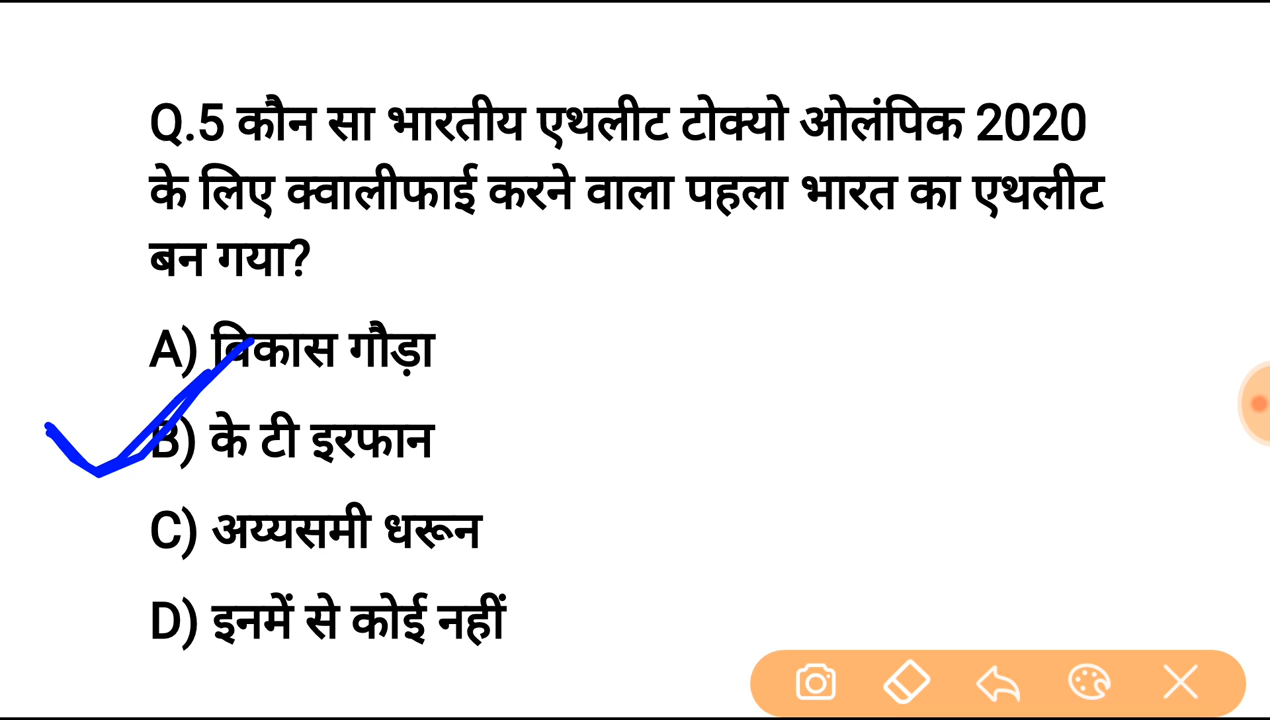 Q.5 कौन सा भारतीय एथलीट टोक्यो ओलंपिक 2020
के लिए क्वालीफाई करने वाला पहला भारत का एथलीट
बन गया?
A) विकास गौड़ा
B) के टी इरफान
C) अय्यसमी धरून
D) इनमें से कोई नहीं